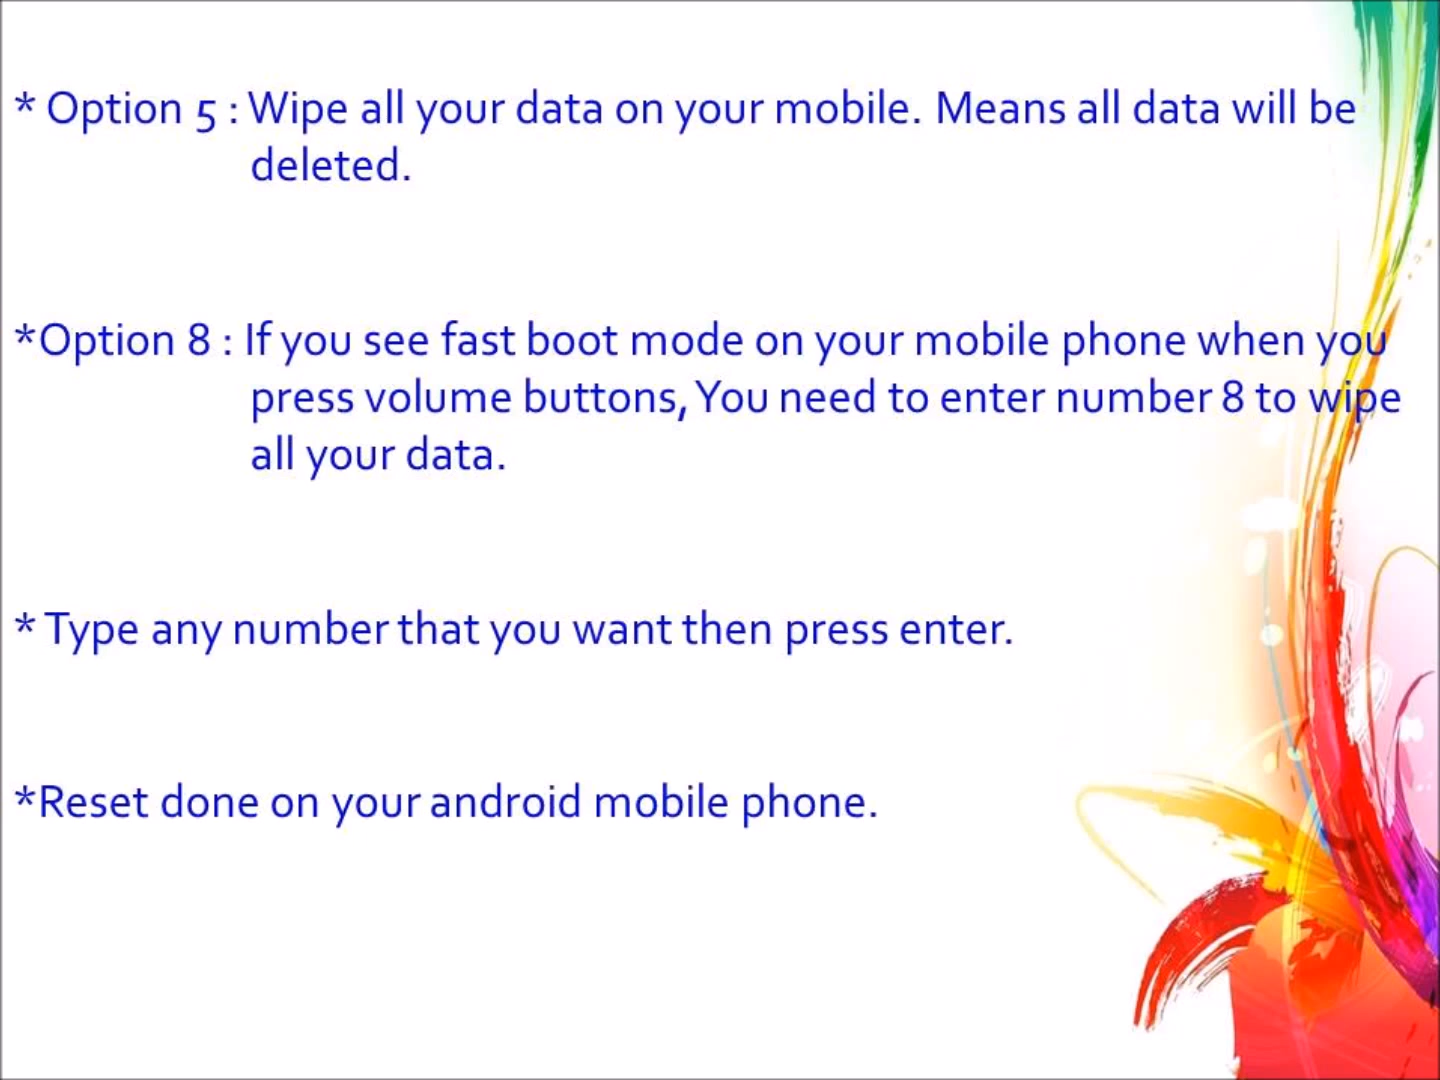 * Option 5 : Wipe all your data on your mobile. Means all data will be
deleted.
*Option 8 : If you see fast boot mode on your mobile phone when you
press volume buttons, You need to enter number 8 to wipe
all your data.
* Type any number that you want then press enter.
*Reset done on your android mobile phone.